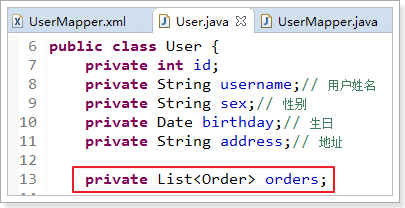 UserMapper.xml User.java UserMapper.java
6 public class User {
7 private int id;
8 private String username;// 用户姓名
9 private String sex;// 性别
10 private Date birthday;// 生日
11 private String address;// 地址
12
13 private List<Order> orders;